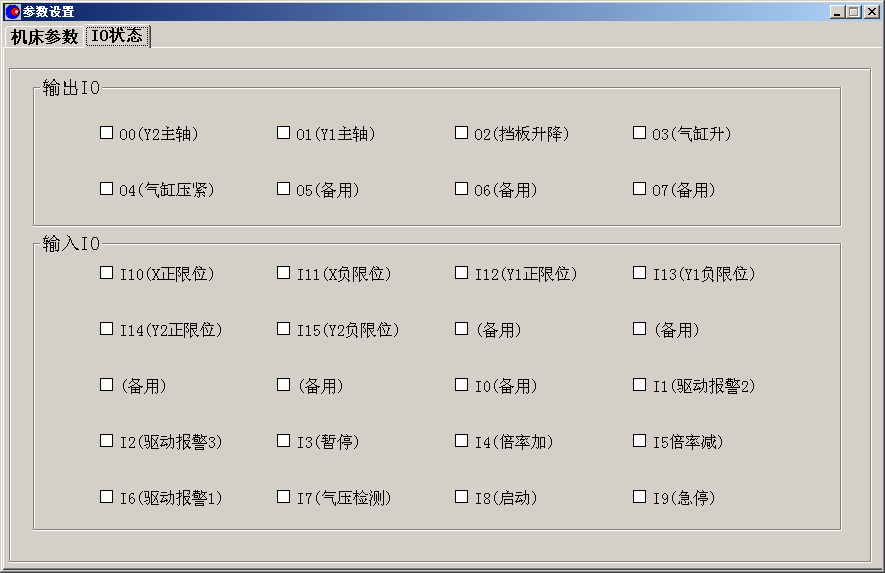 参数设置
机床参数 IO状态
输出IO
O0(Y2主轴) O1(Y1主轴) O2(挡板升降) O3(气缸升)
O4(气缸压紧) O5(备用) O6(备用) O7(备用)
输入IO
I10(X正限位) I11(X负限位) I12(Y1正限位) I13(Y1负限位)
I14(Y2正限位) I15(Y2负限位) (备用) (备用)
(备用) (备用) I0(备用) I1(驱动报警2)
I2(驱动报警3) I3(暂停) I4(倍率加) I5倍率减)
I6(驱动报警1) I7(气压检测) I8(启动) I9(急停)